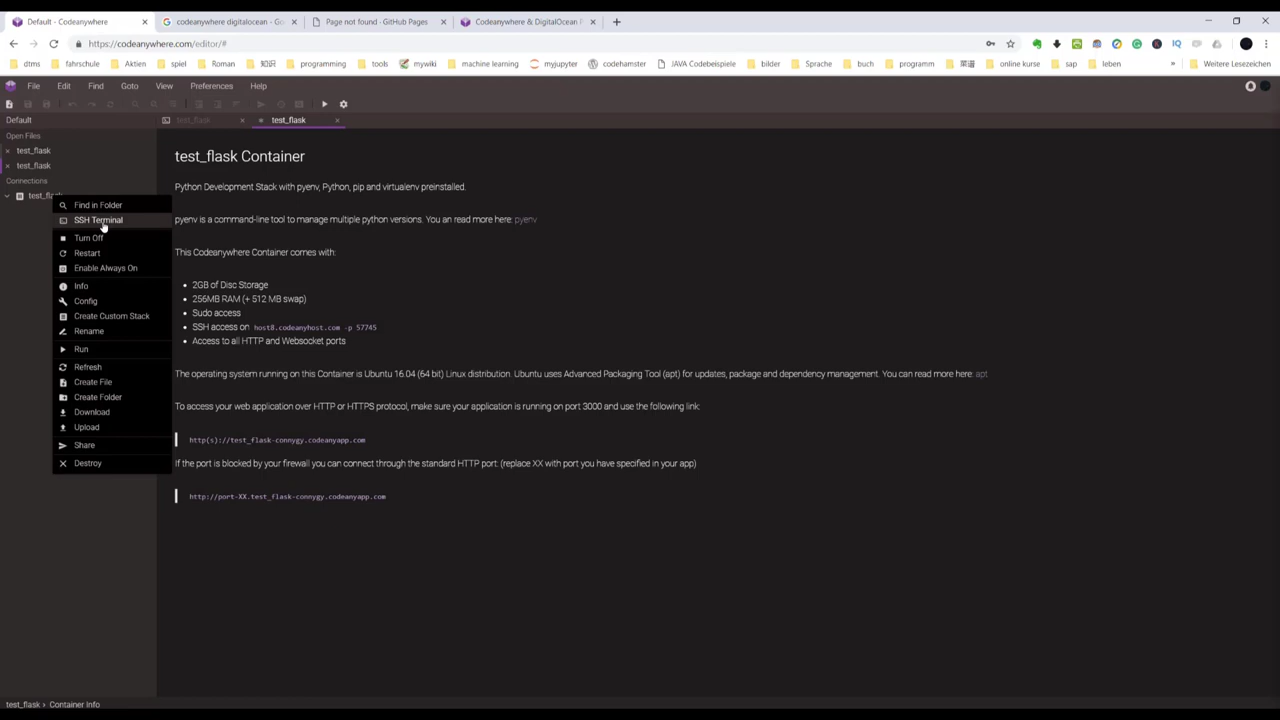 Default - Codeanywhere
codeanywhere digitalocean - Go
Page not found · GitHub Pages
Codeanywhere & DigitalOcean
https://codeanywhere.com/editor/#
dtms
fahrschule
Aktien
spiel
Roman
知识
programming
tools
mywiki
machine learning
myjupyter
codehamster
JAVA Codebeispiele
bilder
Sprache
buch
programm
英语
online kurse
sap
leben
»
Weitere Lesezeichen
File Edit Find Goto View Preferences Help
Default
test_flask
test_flask
Open Files
test_flask
test_flask
Connections
test_flask
Find in Folder
SSH Terminal
Turn Off
Restart
Enable Always On
Info
Config
Create Custom Stack
Rename
Run
Refresh
Create File
Create Folder
Download
Upload
Share
Destroy
test_flask Container
Python Development Stack with pyenv, Python, pip and virtualenv preinstalled.
pyenv is a command-line tool to manage multiple python versions. You an read more here: pyenv
This Codeanywhere Container comes with:
2GB of Disc Storage
256MB RAM (+ 512 MB swap)
Sudo access
SSH access on host8.codeanyhost.com -p 57745
Access to all HTTP and Websocket ports
The operating system running on this Container is Ubuntu 16.04 (64 bit) Linux distribution. Ubuntu uses Advanced Packaging Tool (apt) for updates, package and dependency management. You can read more here: apt
To access your web application over HTTP or HTTPS protocol, make sure your application is running on port 3000 and use the following link:
http(s)://test_flask-connygy.codeanyapp.com
If the port is blocked by your firewall you can connect through the standard HTTP port: (replace XX with port you have specified in your app)
http://port-XX.test_flask-connygy.codeanyapp.com
test_flask › Container Info